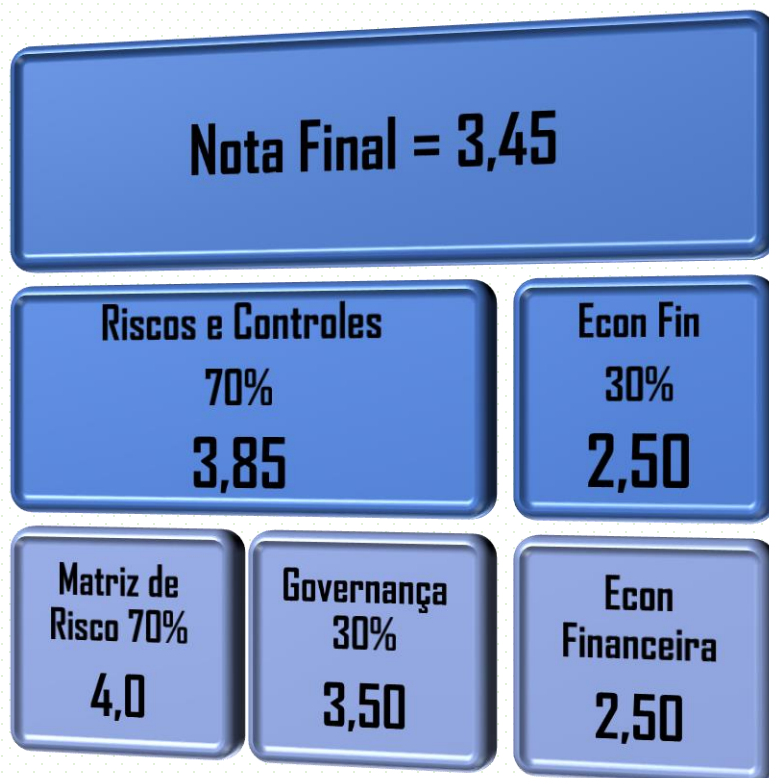 Nota Final = 3,45
Riscos e Controles
70%
3,85
Econ Fin
30%
2,50
Matriz de
Risco 70%
4,0
Governança
30%
3,50
Econ
Financeira
2,50